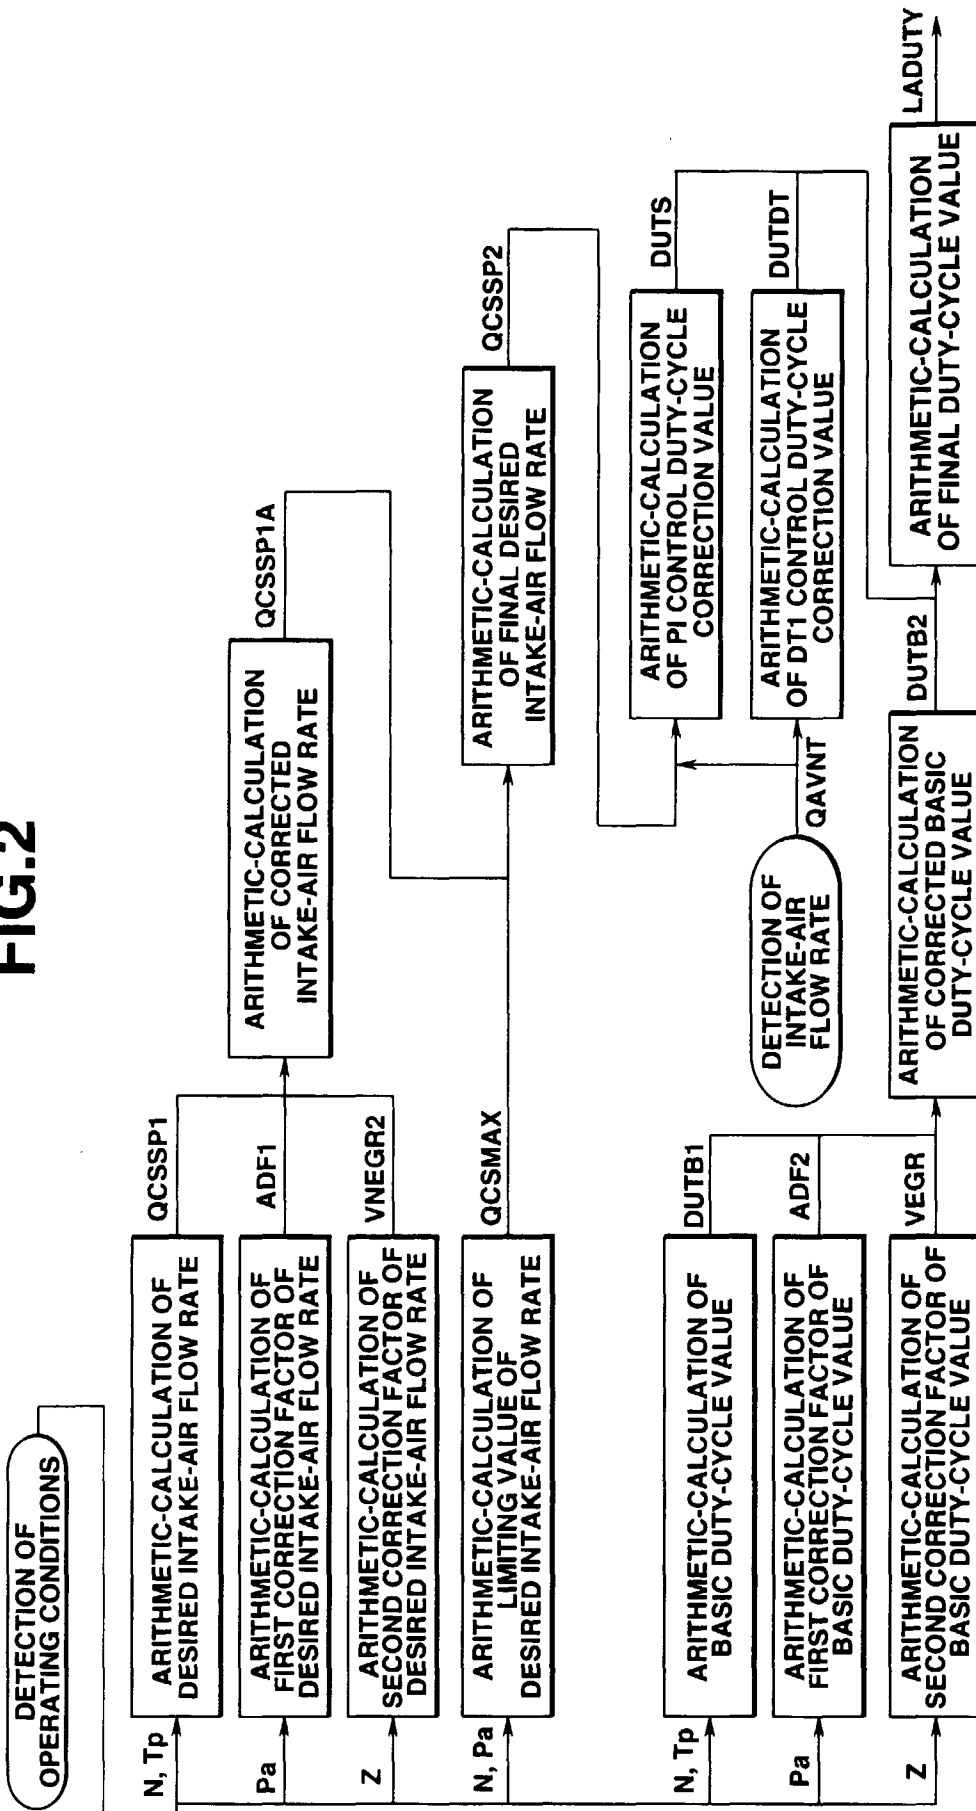 FIG.2
DETECTION OF
OPERATING CONDITIONS
N, Tp
ARITHMETIC-CALCULATION OF
DESIRED INTAKE-AIR FLOW RATE
QCSSP1
Pa
ARITHMETIC-CALCULATION OF
FIRST CORRECTION FACTOR OF
DESIRED INTAKE-AIR FLOW RATE
ADF1
Z
ARITHMETIC-CALCULATION OF
SECOND CORRECTION FACTOR OF
DESIRED INTAKE-AIR FLOW RATE
VNEGR2
ARITHMETIC-CALCULATION
OF CORRECTED
INTAKE-AIR FLOW RATE
QCSSP1A
N, Pa
ARITHMETIC-CALCULATION OF
LIMITING VALUE OF
DESIRED INTAKE-AIR FLOW RATE
QCSMAX
ARITHMETIC-CALCULATION
OF FINAL DESIRED
INTAKE-AIR FLOW RATE
QCSSP2
ARITHMETIC-CALCULATION
OF PI CONTROL DUTY-CYCLE
CORRECTION VALUE
DUTS
DETECTION OF
INTAKE-AIR
FLOW RATE
QAVNT
ARITHMETIC-CALCULATION
OF DT1 CONTROL DUTY-CYCLE
CORRECTION VALUE
DUTDT
N, Tp
ARITHMETIC-CALCULATION OF
BASIC DUTY-CYCLE VALUE
DUTB1
Pa
ARITHMETIC-CALCULATION OF
FIRST CORRECTION FACTOR OF
BASIC DUTY-CYCLE VALUE
ADF2
Z
ARITHMETIC-CALCULATION OF
SECOND CORRECTION FACTOR OF
BASIC DUTY-CYCLE VALUE
VEGR
ARITHMETIC-CALCULATION
OF CORRECTED BASIC
DUTY-CYCLE VALUE
DUTB2
ARITHMETIC-CALCULATION
OF FINAL DUTY-CYCLE VALUE
LADUTY